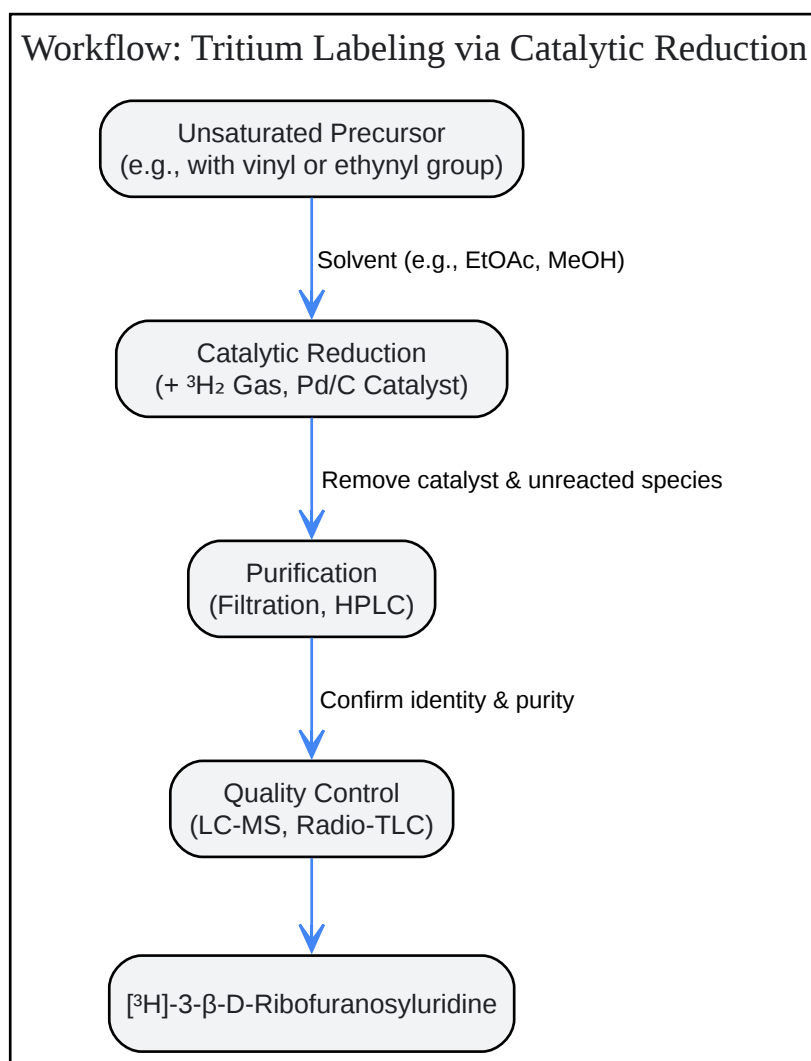 Workflow: Tritium Labeling via Catalytic Reduction
Unsaturated Precursor
(e.g., with vinyl or ethynyl group)
Solvent (e.g., EtOAc, MeOH)
Catalytic Reduction
(+ ³H₂ Gas, Pd/C Catalyst)
Remove catalyst & unreacted species
Purification
(Filtration, HPLC)
Confirm identity & purity
Quality Control
(LC-MS, Radio-TLC)
[³H]-3-β-D-Ribofuranosyluridine